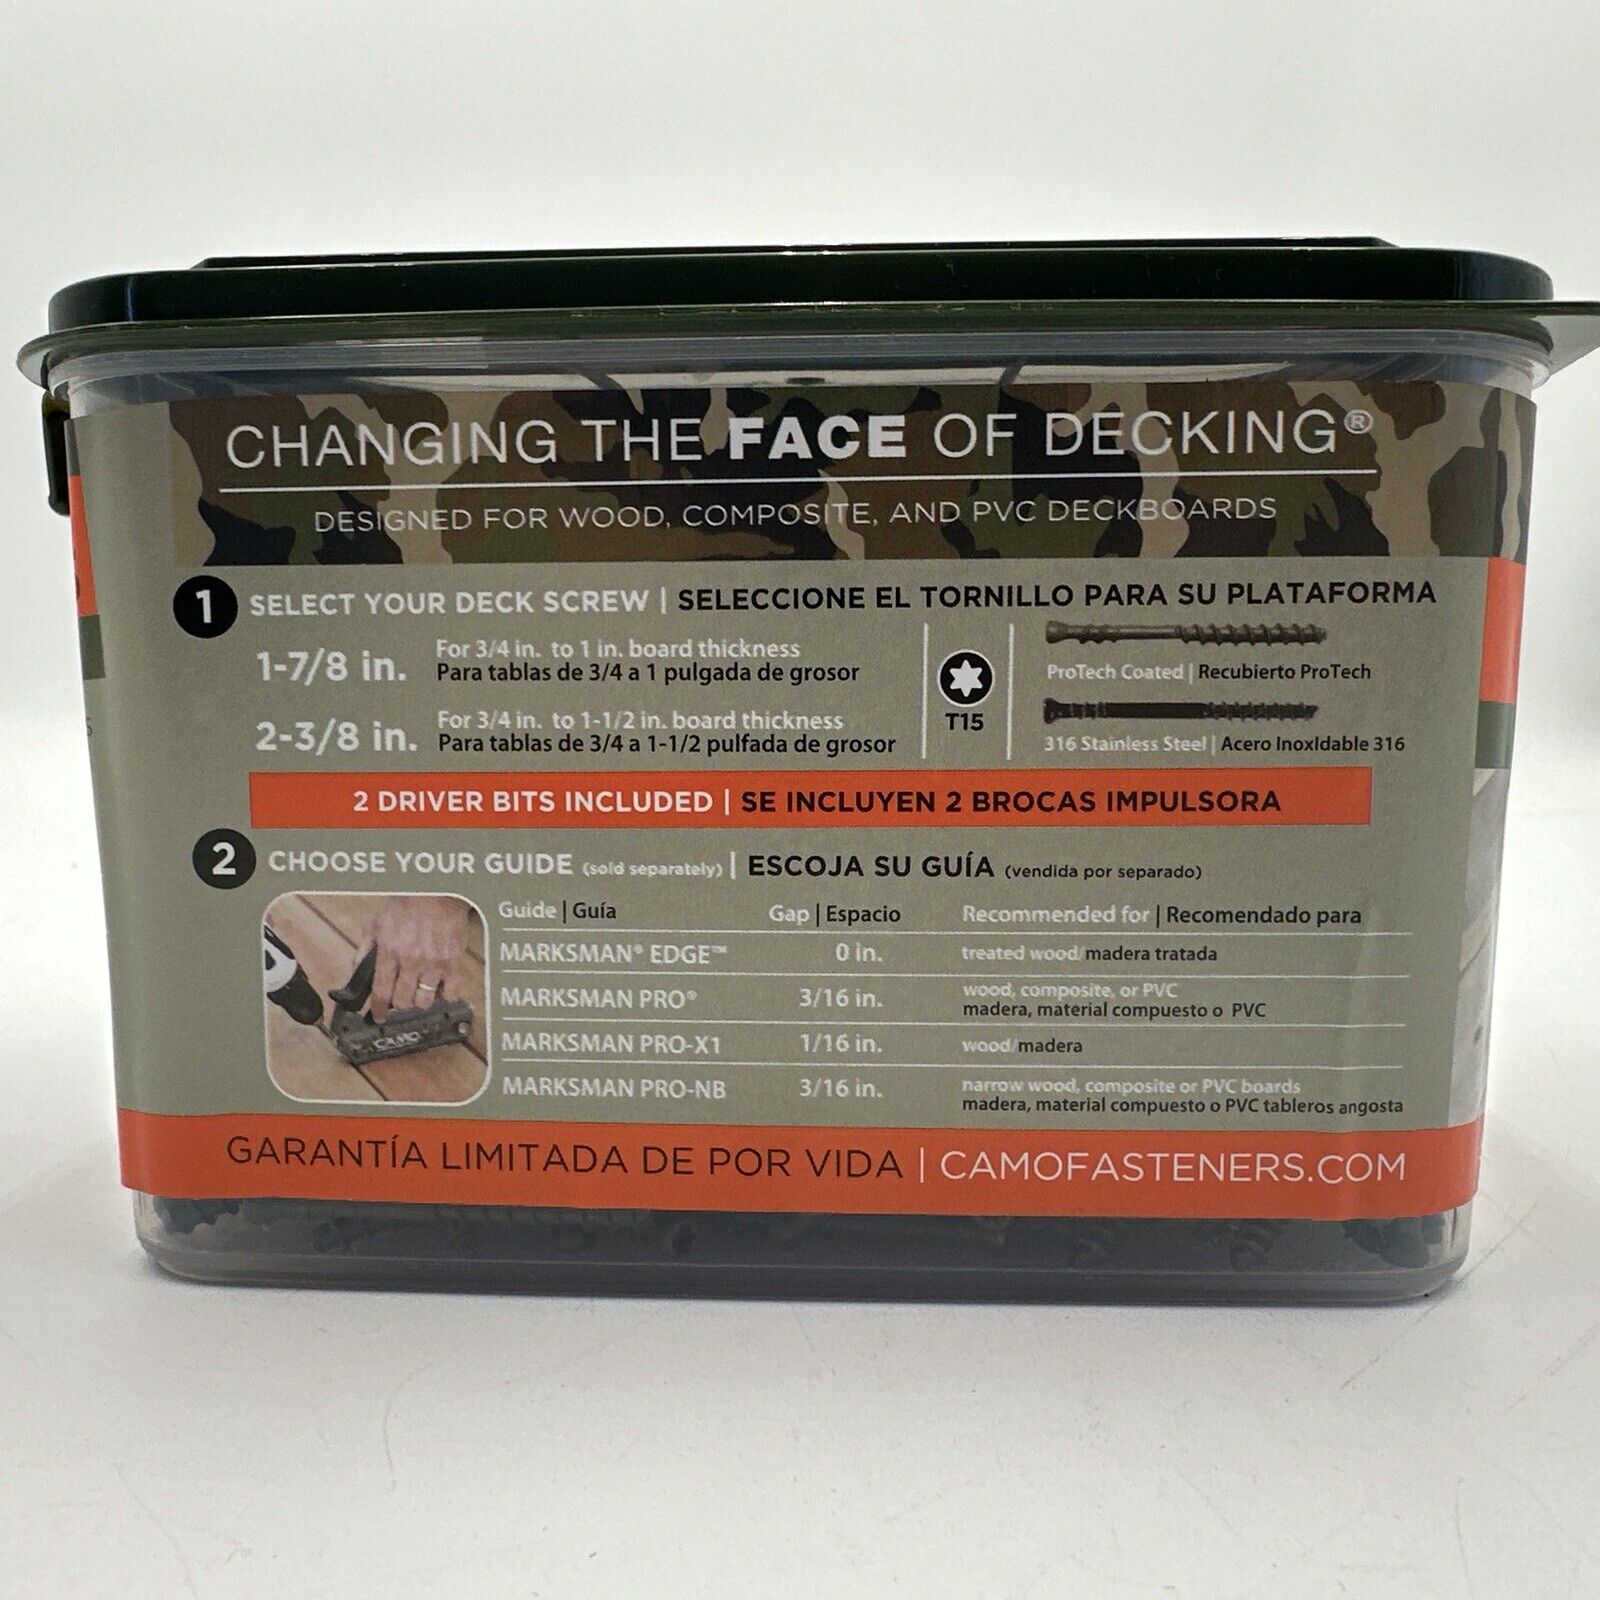 CHANGING THE FACE OF DECKING®
DESIGNED FOR WOOD, COMPOSITE, AND PVC DECKBOARDS
1 SELECT YOUR DECK SCREW | SELECCIONE EL TORNILLO PARA SU PLATAFORMA
1-7/8 in. For 3/4 in. to 1 in. board thickness
Para tablas de 3/4 a 1 pulgada de grosor
2-3/8 in. For 3/4 in. to 1-1/2 in. board thickness
Para tablas de 3/4 a 1-1/2 pulfada de grosor
T15
ProTech Coated | Recubierto ProTech
316 Stainless Steel | Acero InoxIdable 316
2 DRIVER BITS INCLUDED | SE INCLUYEN 2 BROCAS IMPULSORA
2 CHOOSE YOUR GUIDE (sold separately) | ESCOJA SU GUÍA (vendida por separado)
CAMO
Guide | Guía Gap | Espacio Recommended for | Recomendado para
MARKSMAN® EDGE™ 0 in. treated wood/madera tratada
MARKSMAN PRO® 3/16 in. wood, composite, or PVC
madera, material compuesto o PVC
MARKSMAN PRO-X1 1/16 in. wood/madera
MARKSMAN PRO-NB 3/16 in. narrow wood, composite or PVC boards
madera, material compuesto o PVC tableros angosta
GARANTÍA LIMITADA DE POR VIDA | CAMOFASTENERS.COM